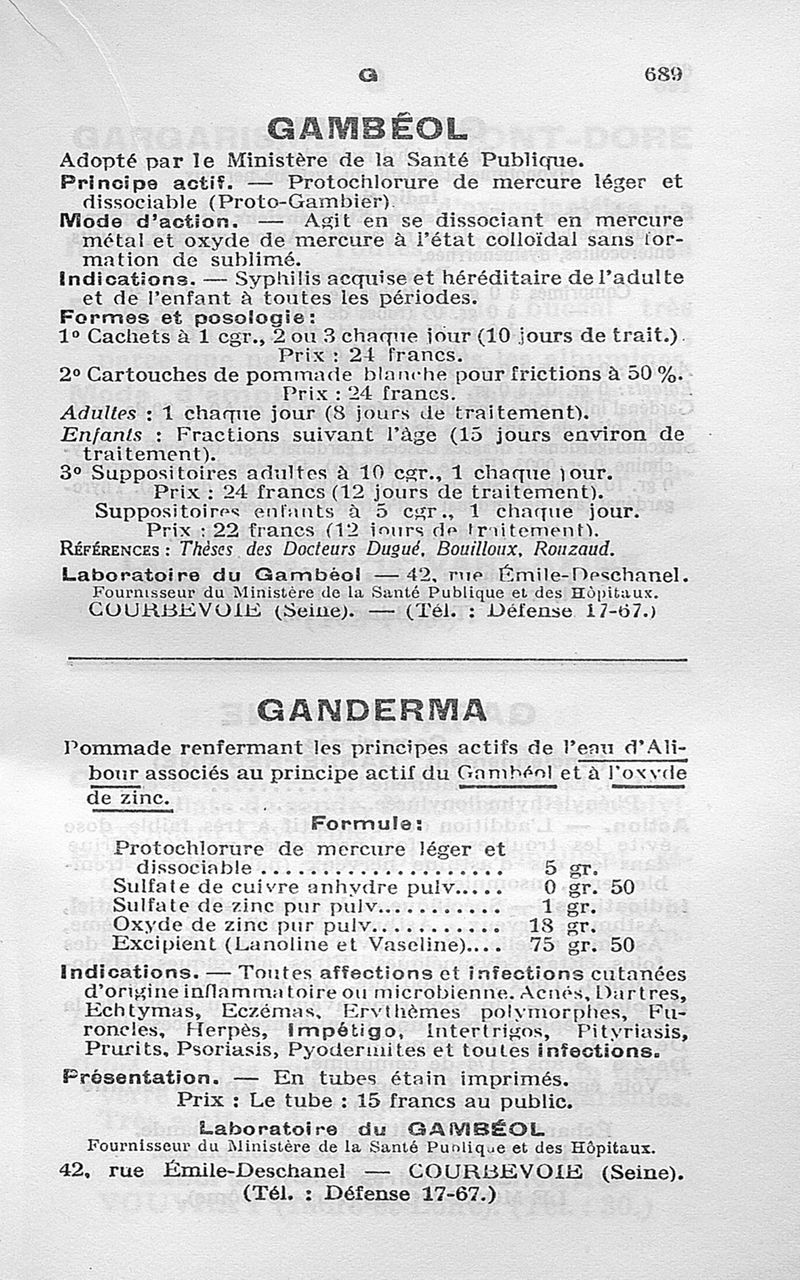 G 689
GAMBÉOL
Adopté par le Ministère de la Santé Publique.
Principe actif. — Protochlorure de mercure léger et
dissociable (Proto-Gambier).
Mode d'action. — Agit en se dissociant en mercure
métal et oxyde de mercure à l'état colloïdal sans for-
mation de sublimé.
Indications. — Syphilis acquise et héréditaire de l'adulte
et de l'enfant à toutes les périodes.
Formes et posologie :
1º Cachets à 1 cgr., 2 ou 3 chaque jour (10 jours de trait.).
Prix : 24 francs.
2º Cartouches de pommade blanche pour frictions à 50 %.
Prix : 24 francs.
Adultes : 1 chaque jour (8 jours de traitement).
Enfants : Fractions suivant l'âge (15 jours environ de
traitement).
3º Suppositoires adultes à 10 cgr., 1 chaque jour.
Prix : 24 francs (12 jours de traitement).
Suppositoires enfants à 5 cgr., 1 chaque jour.
Prix : 22 francs (12 jours de traitement).
RÉFÉRENCES : Thèses des Docteurs Dugué, Bouilloux, Rouzaud.
Laboratoire du Gambéol — 42, rue Émile-Deschanel.
Fournisseur du Ministère de la Santé Publique et des Hôpitaux.
COURBEVOIE (Seine). — (Tél. : Défense 17-67.)
GANDERMA
Pommade renfermant les principes actifs de l'eau d'Ali-
bour associés au principe actif du Gambéol et à l'oxyde
de zinc.
Formule :
Protochlorure de mercure léger et
dissociable .................... 5 gr.
Sulfate de cuivre anhydre pulv..... 0 gr. 50
Sulfate de zinc pur pulv........... 1 gr.
Oxyde de zinc pur pulv........... 18 gr.
Excipient (Lanoline et Vaseline).... 75 gr. 50
Indications. — Toutes affections et infections cutanées
d'origine inflammatoire ou microbienne. Acnés, Dartres,
Echtymas, Eczémas, Erythèmes polymorphes, Fu-
roncles, Herpès, Impétigo, Intertrigos, Pityriasis,
Prurits, Psoriasis, Pyodermites et toutes infections.
Présentation. — En tubes étain imprimés.
Prix : Le tube : 15 francs au public.
Laboratoire du GAMBÉOL
Fournisseur du Ministère de la Santé Publique et des Hôpitaux.
42, rue Émile-Deschanel — COURBEVOIE (Seine).
(Tél. : Défense 17-67.)